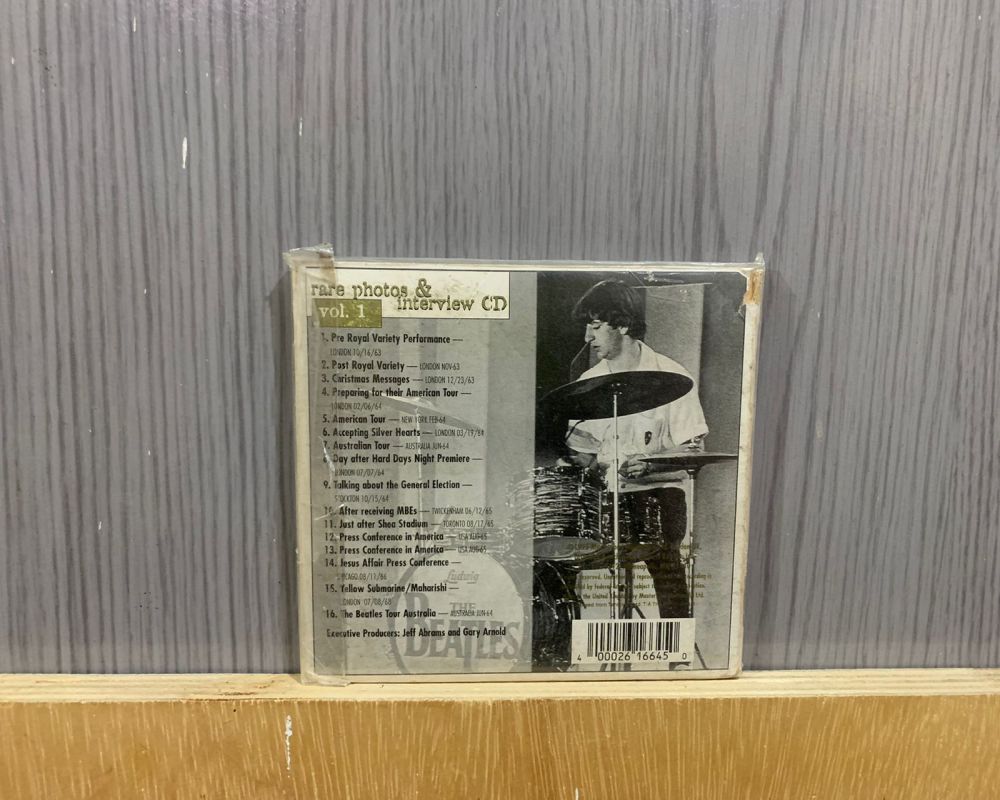 rare photos &
interview CD
vol. 1
1. Pre Royal Variety Performance —
LONDON 10/16/63
2. Post Royal Variety — LONDON NOV-63
3. Christmas Messages — LONDON 12/23/63
4. Preparing for their American Tour —
LONDON 02/06/64
5. American Tour — NEW YORK FEB-64
6. Accepting Silver Hearts — LONDON 03/19/64
7. Australian Tour — AUSTRALIA JUN-64
8. Day after Hard Days Night Premiere —
LONDON 07/07/64
9. Talking about the General Election —
STOCKTON 10/15/64
10. After receiving MBEs — TWICKENHAM 06/12/65
11. Just after Shea Stadium — TORONTO 08/17/65
12. Press Conference in America — USA AUG-65
13. Press Conference in America — USA AUG-65
14. Jesus Affair Press Conference —
CHICAGO 08/11/66
15. Yellow Submarine/Maharishi —
LONDON 07/08/68
16. The Beatles Tour Australia — AUSTRALIA JUN-64
Executive Producers: Jeff Abrams and Gary Arnold
Ludwig
THE
BEATLES
4 00026 16645 0